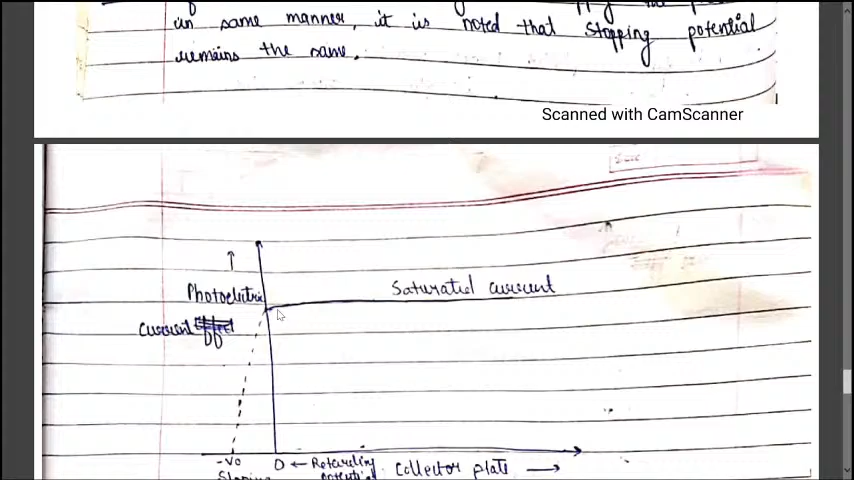 in same manner, it is noted that stopping potential
remains the same.
Scanned with CamScanner
Photoelectric
Current
Saturated current
-V0 0 ← Retarding Collector plate →